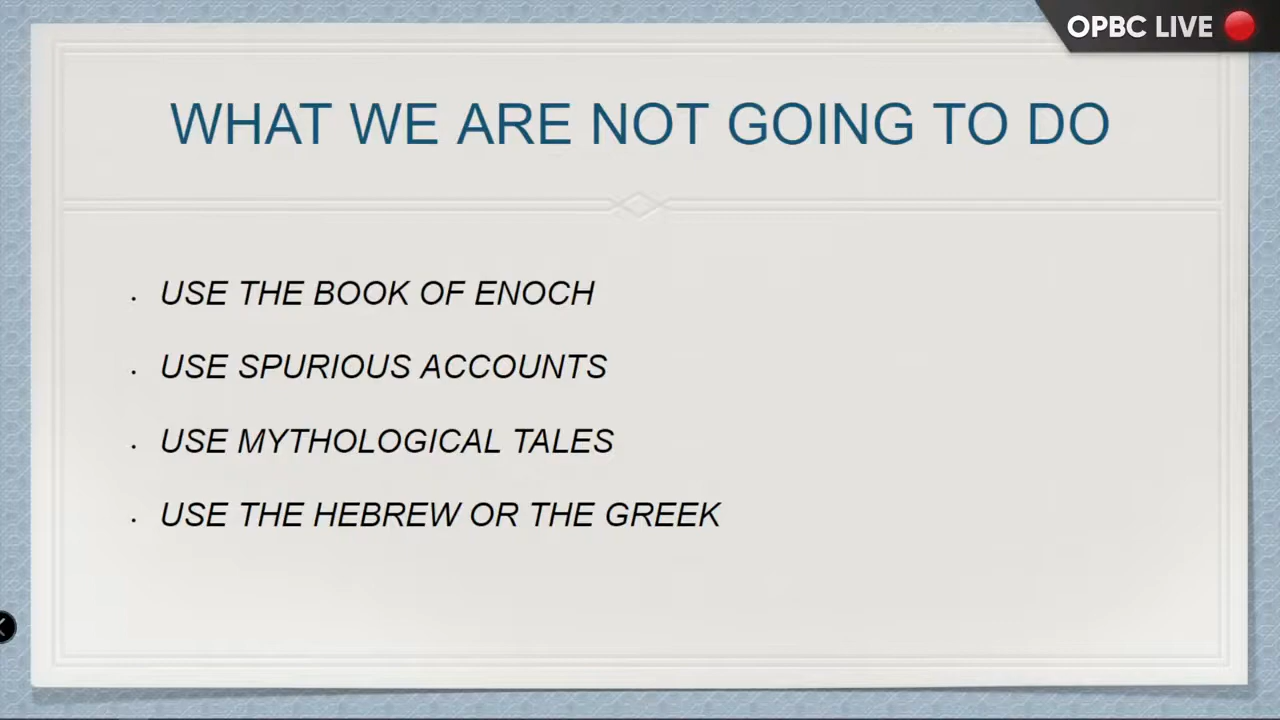 OPBC LIVE
WHAT WE ARE NOT GOING TO DO
· USE THE BOOK OF ENOCH
· USE SPURIOUS ACCOUNTS
· USE MYTHOLOGICAL TALES
· USE THE HEBREW OR THE GREEK